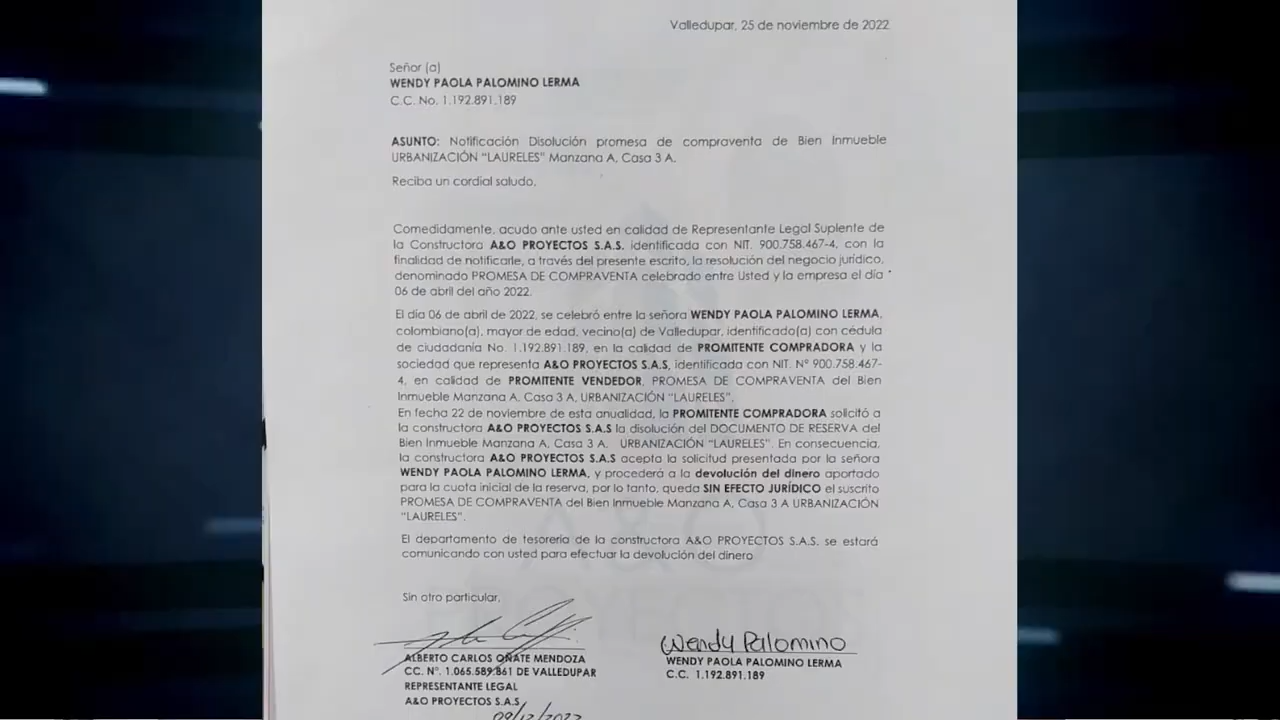 Valledupar, 25 de noviembre de 2022
Señor (a)
WENDY PAOLA PALOMINO LERMA
C.C. No. 1.192.891.189
ASUNTO: Notificación Disolución promesa de compraventa de Bien Inmueble
URBANIZACIÓN “LAURELES” Manzana A, Casa 3 A.
Reciba un cordial saludo.
Comedidamente, acudo ante usted en calidad de Representante Legal Suplente de
la Constructora A&O PROYECTOS S.A.S. identificada con NIT. 900.758.467-4, con la
finalidad de notificarle, a través del presente escrito, la resolución del negocio jurídico,
denominado PROMESA DE COMPRAVENTA celebrado entre Usted y la empresa el día
06 de abril del año 2022.
El día 06 de abril de 2022, se celebró entre la señora WENDY PAOLA PALOMINO LERMA,
colombiano(a), mayor de edad, vecino(a) de Valledupar, identificado(a) con cédula
de ciudadanía No. 1.192.891.189, en la calidad de PROMITENTE COMPRADORA y la
sociedad que representa A&O PROYECTOS S.A.S, identificada con NIT. N° 900.758.467-
4, en calidad de PROMITENTE VENDEDOR, PROMESA DE COMPRAVENTA del Bien
Inmueble Manzana A, Casa 3 A, URBANIZACIÓN “LAURELES”.
En fecha 22 de noviembre de esta anualidad, la PROMITENTE COMPRADORA solicitó a
la constructora A&O PROYECTOS S.A.S la disolución del DOCUMENTO DE RESERVA del
Bien Inmueble Manzana A, Casa 3 A. URBANIZACIÓN “LAURELES”. En consecuencia,
la constructora A&O PROYECTOS S.A.S acepta la solicitud presentada por la señora
WENDY PAOLA PALOMINO LERMA, y procederá a la devolución del dinero aportado
para la cuota inicial de la reserva, por lo tanto, queda SIN EFECTO JURÍDICO el suscrito
PROMESA DE COMPRAVENTA del Bien Inmueble Manzana A, Casa 3 A URBANIZACIÓN
“LAURELES”.
El departamento de tesorería de la constructora A&O PROYECTOS S.A.S. se estará
comunicando con usted para efectuar la devolución del dinero
A&O
PROYECTOS
Sin otro particular,
Wendy Palomino
ALBERTO CARLOS OÑATE MENDOZA
CC. N°. 1.065.589.861 DE VALLEDUPAR
REPRESENTANTE LEGAL
A&O PROYECTOS S.A.S
WENDY PAOLA PALOMINO LERMA
C.C. 1.192.891.189
09/12/2022